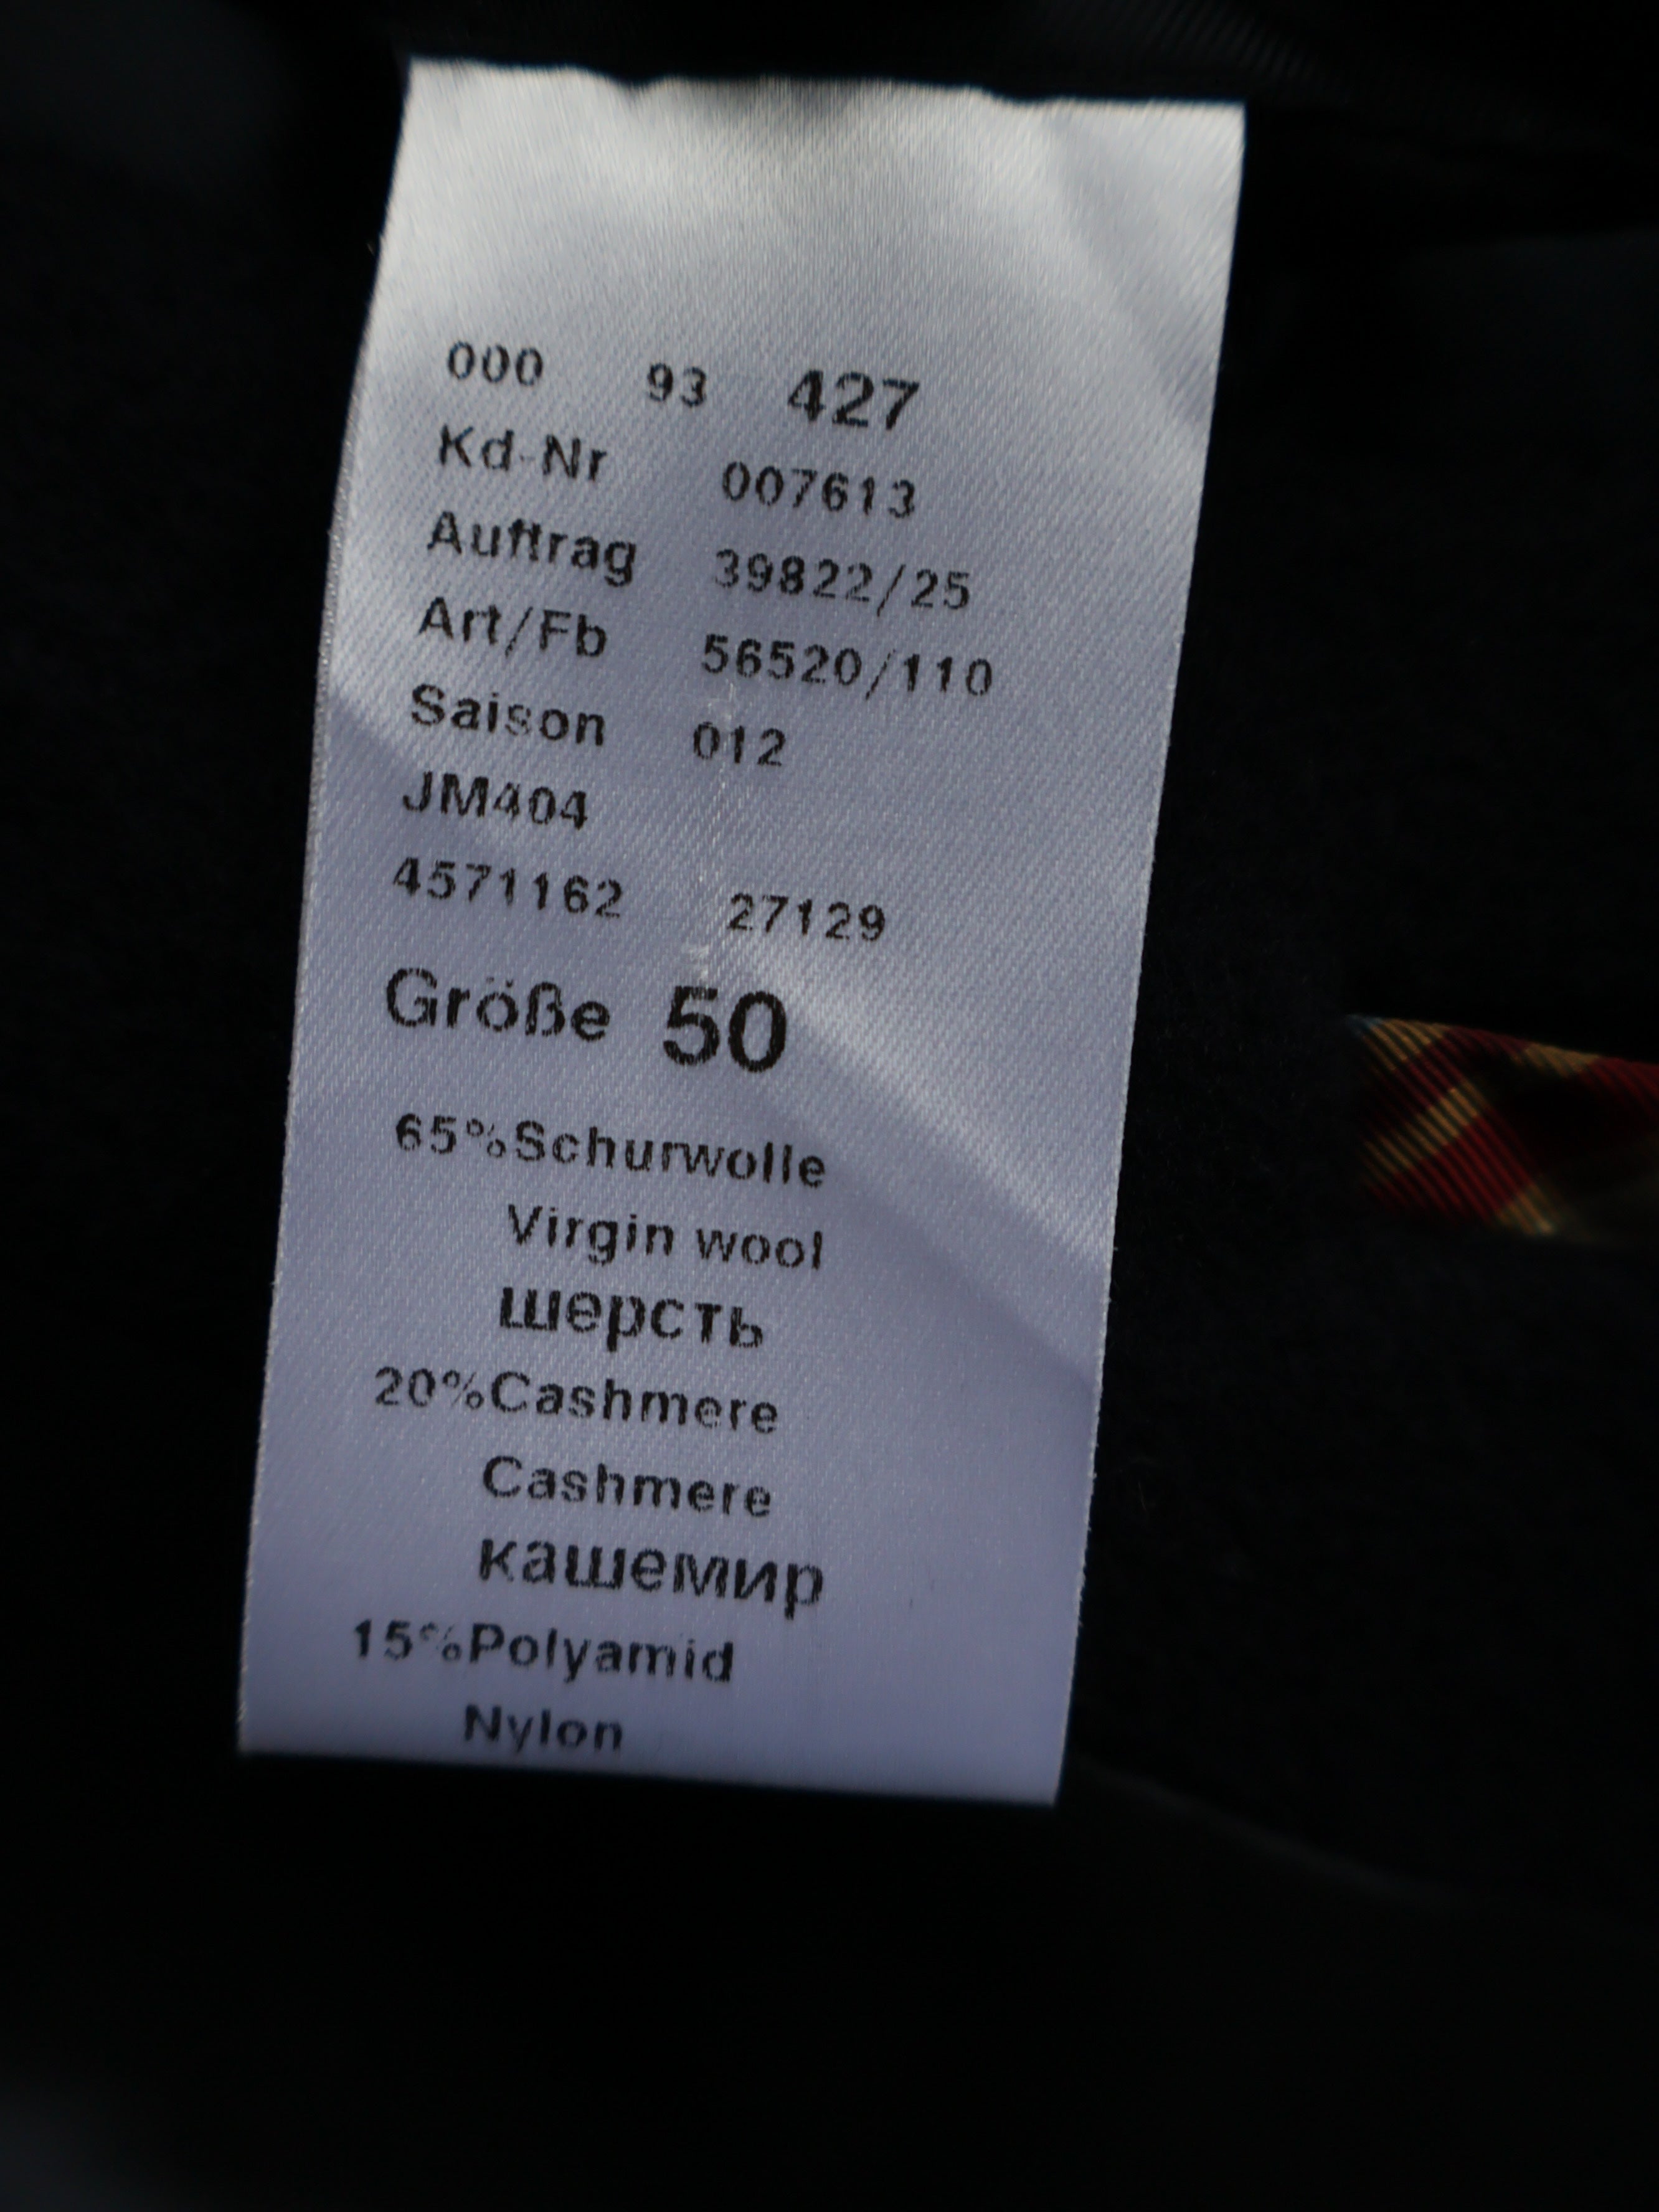 000 93 427
Kd-Nr 007613
Auftrag 39822/25
Art/Fb 56520/110
Saison 012
JM404
4571162 27129
Größe 50
65%Schurwolle
Virgin wool
шерсть
20%Cashmere
Cashmere
кашемир
15%Polyamid
Nylon